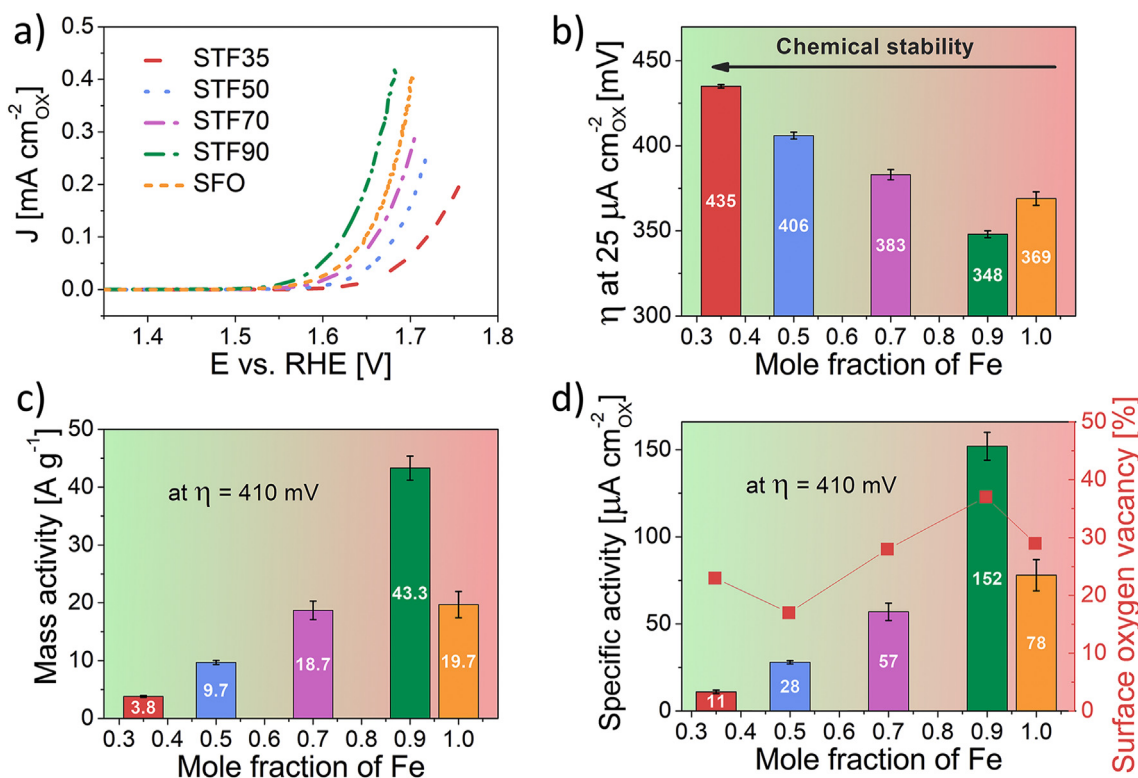 a)
J [mA cm⁻²OX]
0.5
0.4
0.3
0.2
0.1
0.0
STF35
STF50
STF70
STF90
SFO
1.4 1.5 1.6 1.7 1.8
E vs. RHE [V]
b)
η at 25 μA cm⁻²OX [mV]
450
400
350
300
Chemical stability
435
406
383
348
369
0.3 0.4 0.5 0.6 0.7 0.8 0.9 1.0
Mole fraction of Fe
c)
Mass activity [A g⁻¹]
50
40
30
20
10
0
at η = 410 mV
3.8
9.7
18.7
43.3
19.7
0.3 0.4 0.5 0.6 0.7 0.8 0.9 1.0
Mole fraction of Fe
d)
Specific activity [μA cm⁻²OX]
150
100
50
0
at η = 410 mV
11
28
57
152
78
50
40
30
20
10
0
Surface oxygen vacancy [%]
0.3 0.4 0.5 0.6 0.7 0.8 0.9 1.0
Mole fraction of Fe